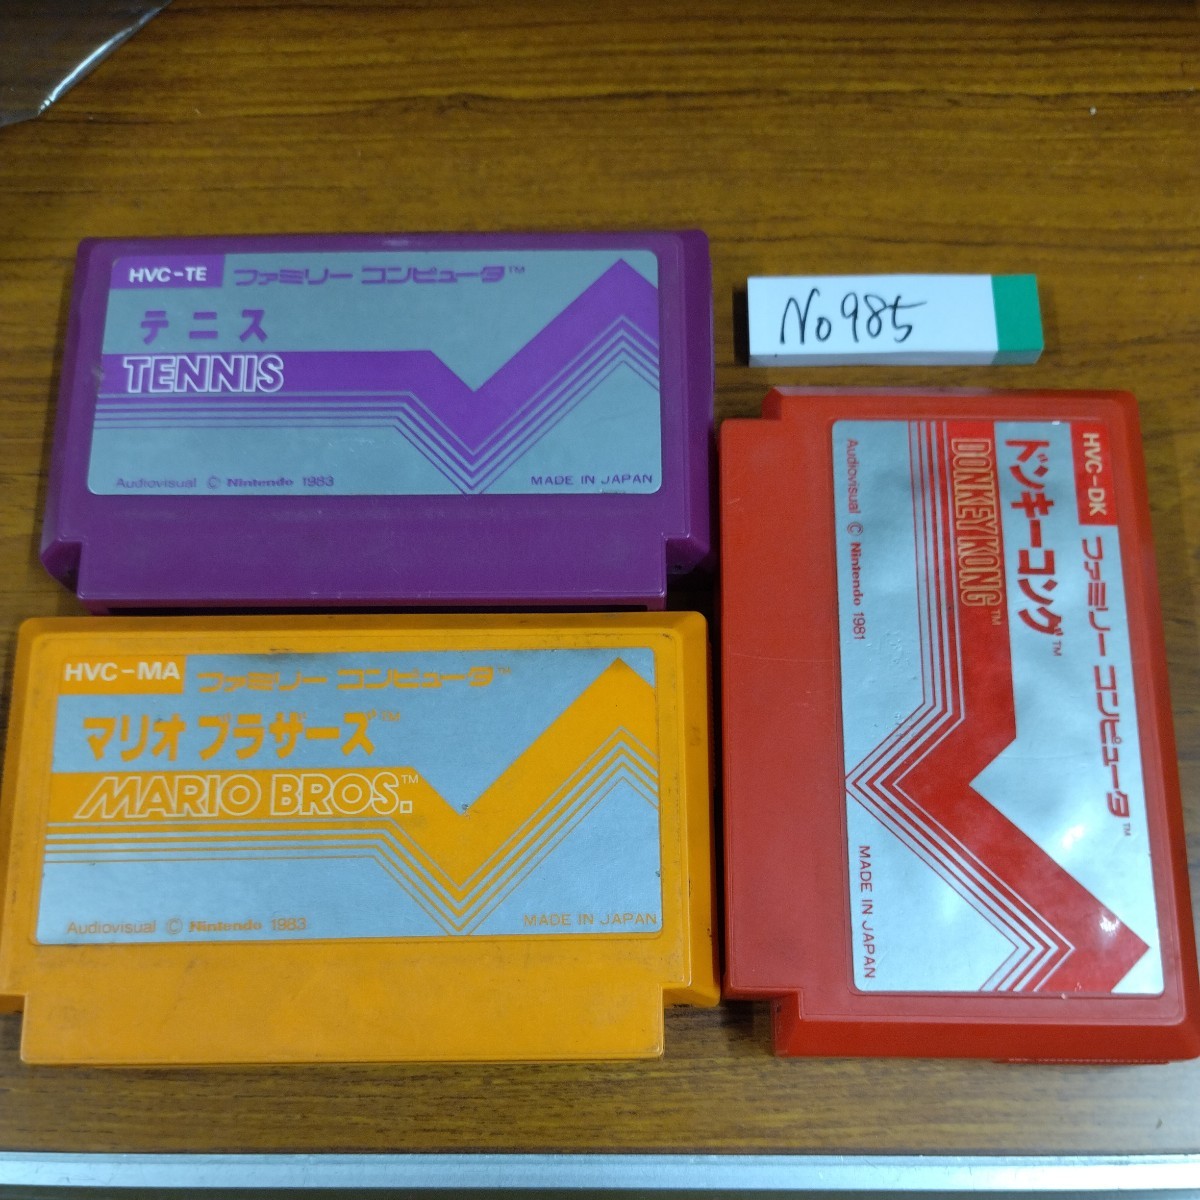 HVC-TE ファミリー コンピュータ™
テニス
TENNIS
Audiovisual © Nintendo 1983 MADE IN JAPAN
No 985
HVC-MA ファミリー コンピュータ™
マリオブラザーズ™
MARIO BROS.™
Audiovisual © Nintendo 1983 MADE IN JAPAN
HVC-DK ファミリー コンピュータ™
ドンキーコング™
DONKEY KONG™
Audiovisual © Nintendo 1981 MADE IN JAPAN